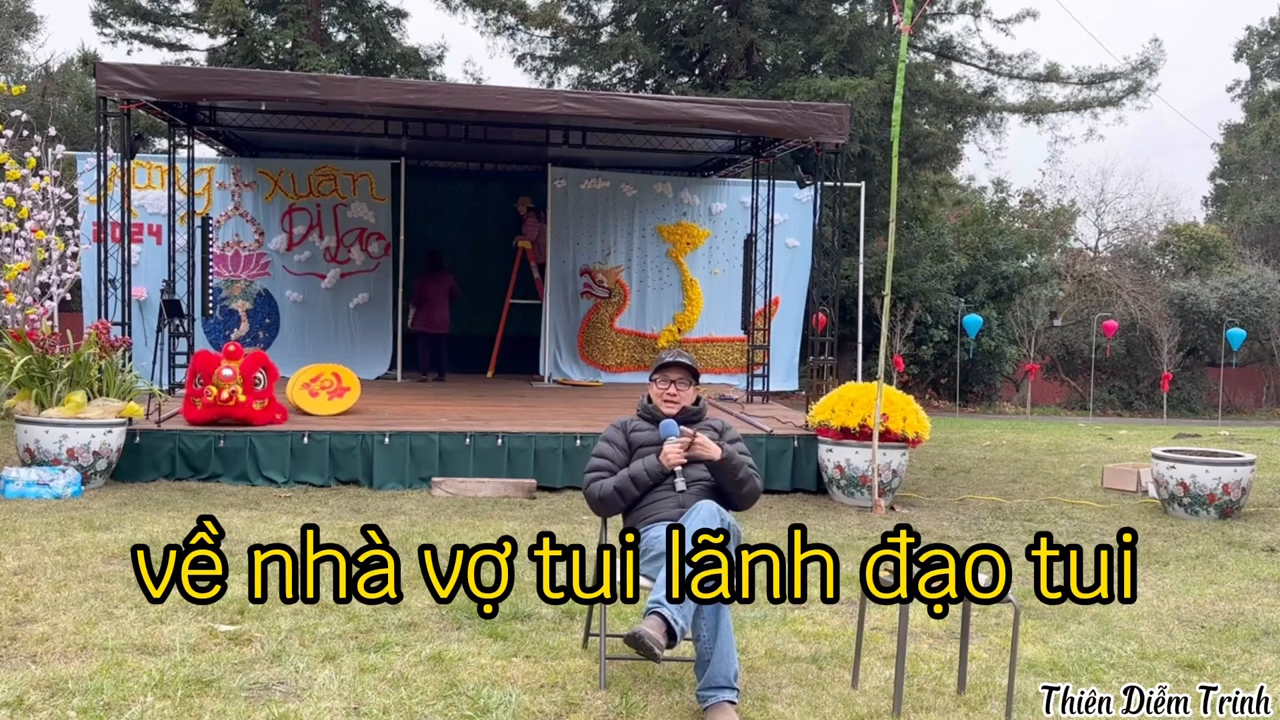 xuân
2024
Di Lạc
về nhà vợ tui lãnh đạo tui
Thiên Diễm Trinh